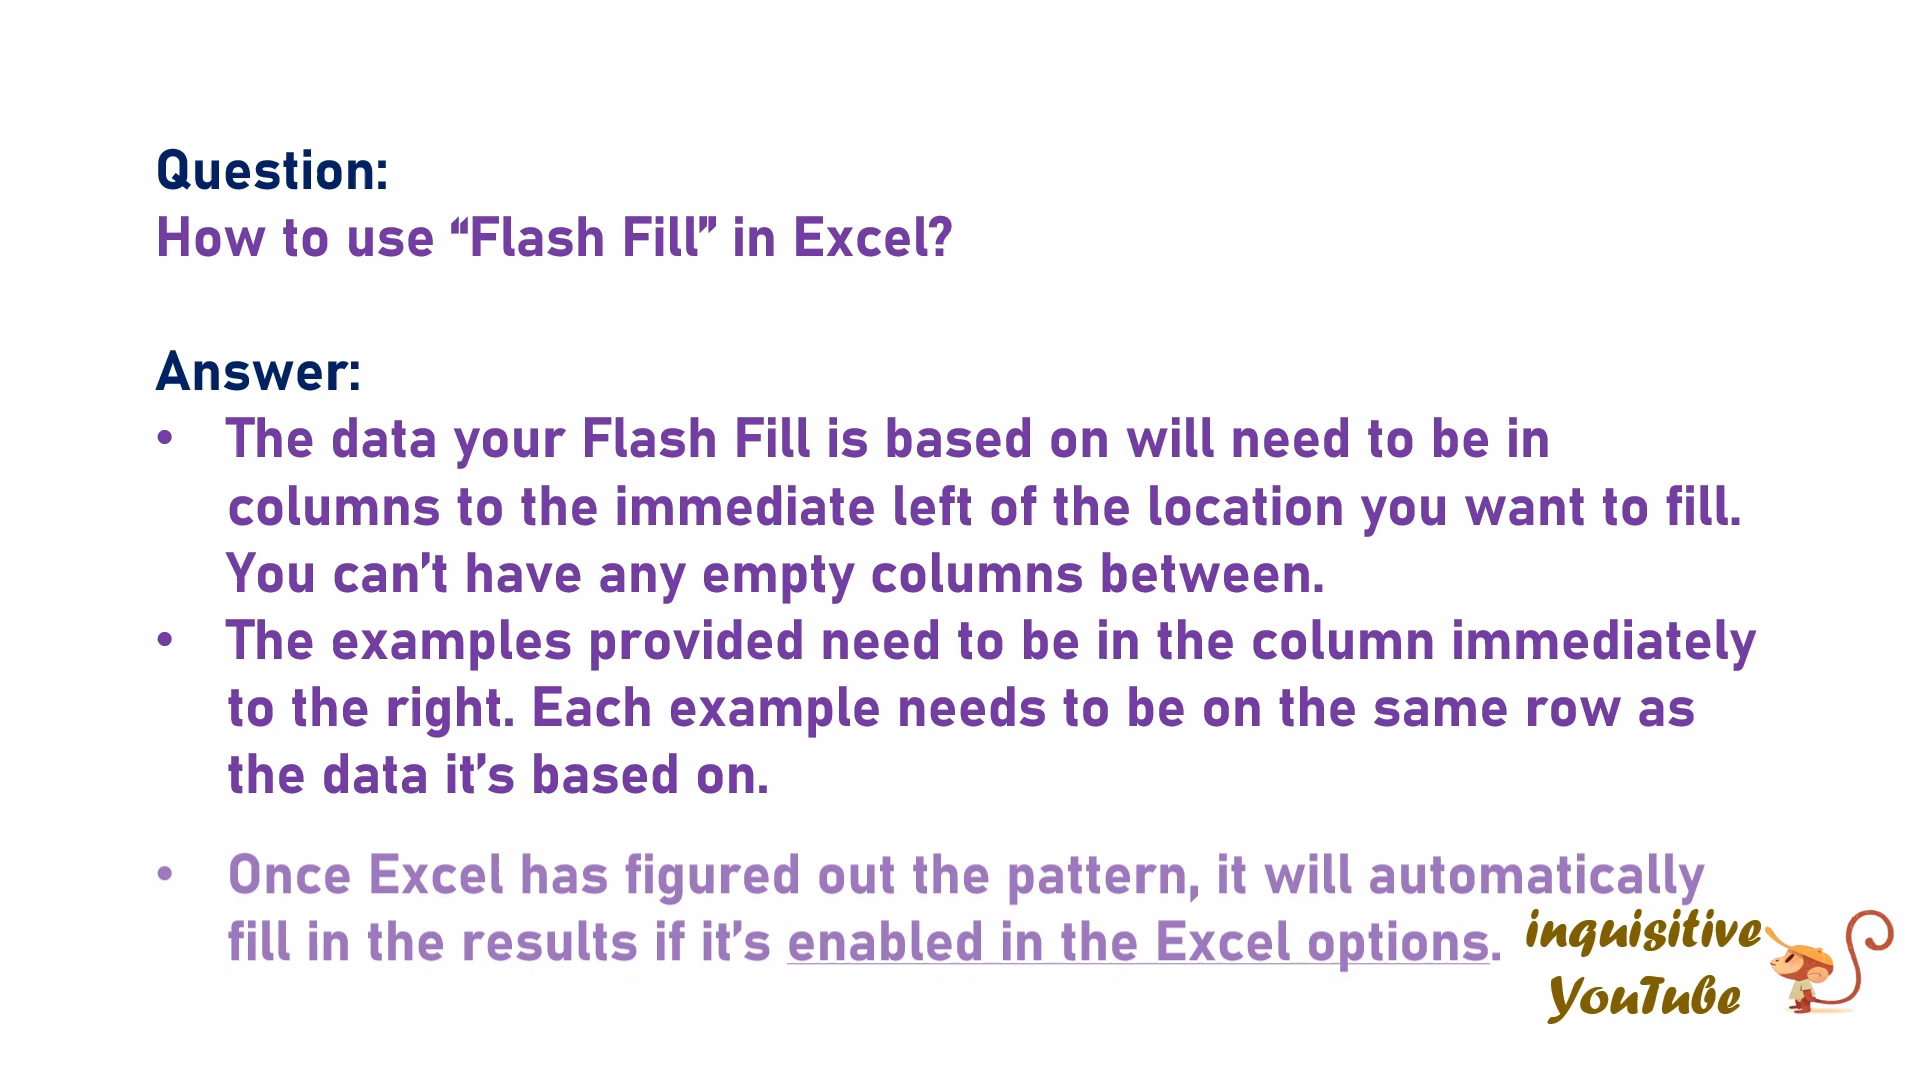 Question:
How to use “Flash Fill” in Excel?
Answer:
• The data your Flash Fill is based on will need to be in
columns to the immediate left of the location you want to fill.
You can’t have any empty columns between.
• The examples provided need to be in the column immediately
to the right. Each example needs to be on the same row as
the data it’s based on.
• Once Excel has figured out the pattern, it will automatically
fill in the results if it’s enabled in the Excel options.
inquisitive
YouTube